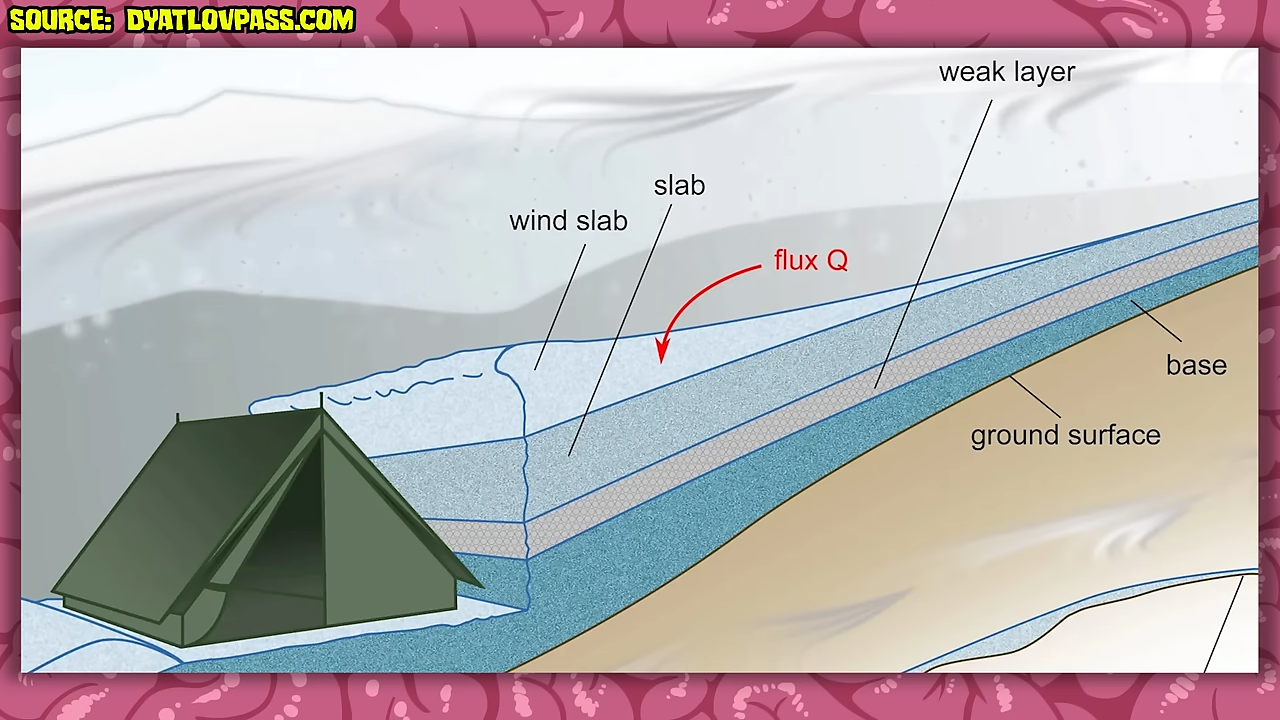 SOURCE: DYATLOVPASS.COM
weak layer
slab
wind slab
flux Q
base
ground surface